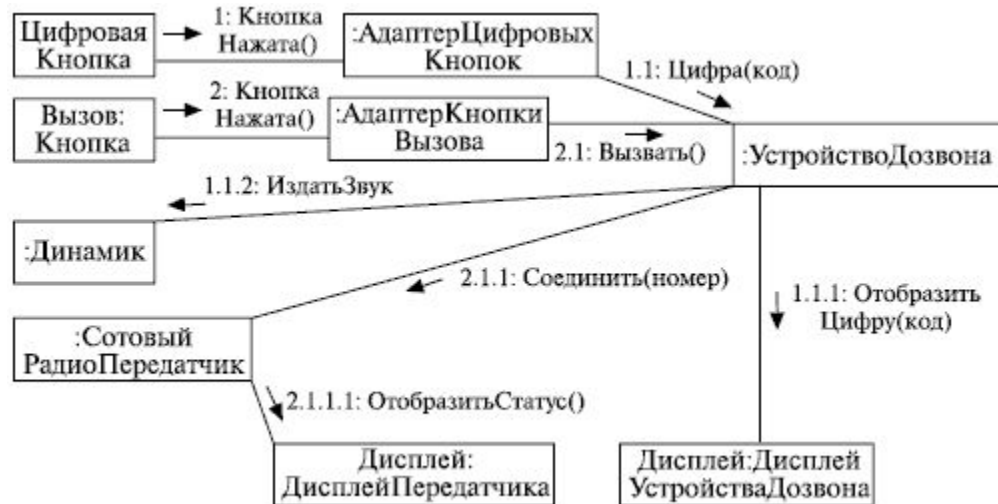 Цифровая
Кнопка
1: Кнопка
Нажата()
:АдаптерЦифровых
Кнопок
1.1: Цифра(код)
Вызов:
Кнопка
2: Кнопка
Нажата()
:АдаптерКнопки
Вызова
2.1: Вызвать()
:УстройствоДозвона
1.1.2: ИздатьЗвук
:Динамик
2.1.1: Соединить(номер)
1.1.1: Отобразить
Цифру(код)
:Сотовый
РадиоПередатчик
2.1.1.1: ОтобразитьСтатус()
Дисплей:
ДисплейПередатчика
Дисплей:Дисплей
УстройстваДозвона